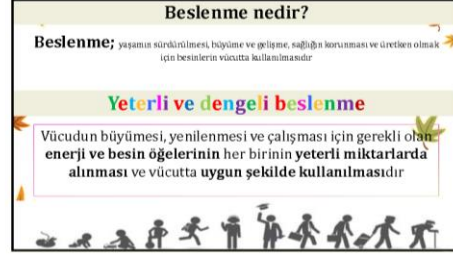 Beslenme nedir?
Beslenme; yaşamın sürdürülmesi, büyüme ve gelişme, sağlığın korunması ve üretken olmak
için besinlerin vücutta kullanılmasıdır
Yeterli ve dengeli beslenme
Vücudun büyümesi, yenilenmesi ve çalışması için gerekli olan
enerji ve besin öğelerinin her birinin yeterli miktarlarda
alınması ve vücutta uygun şekilde kullanılmasıdır